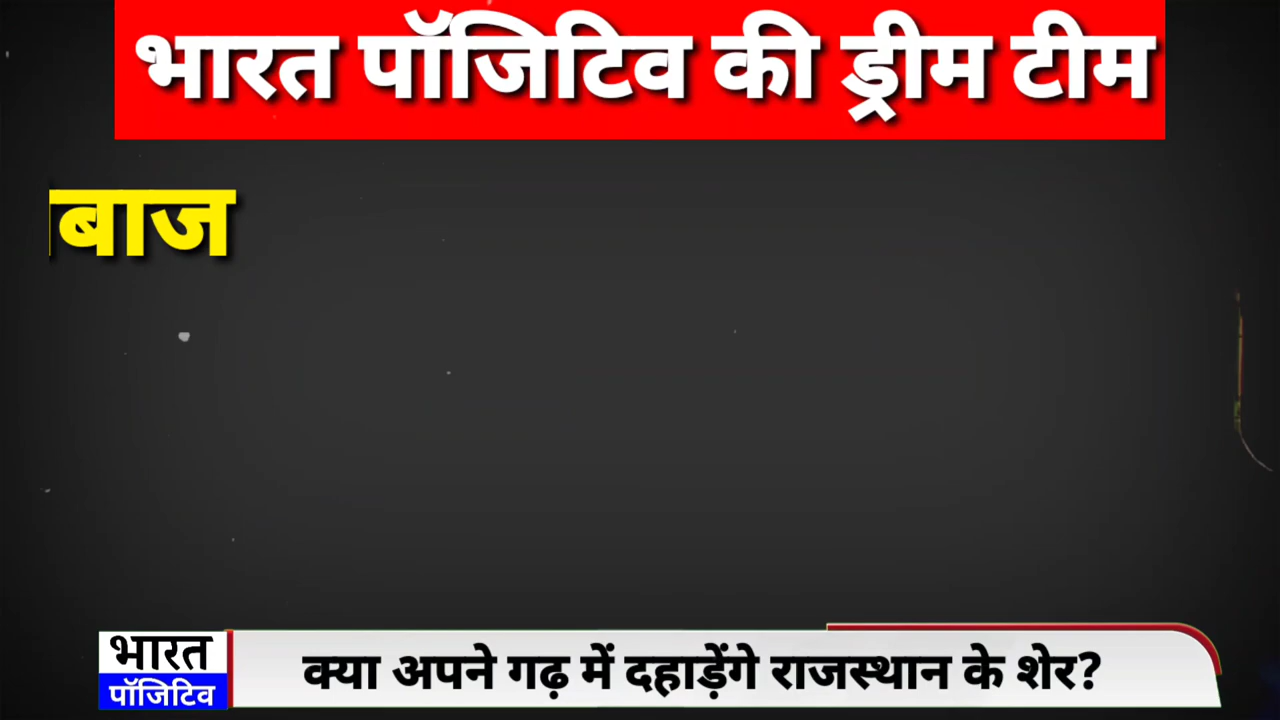 भारत पॉजिटिव की ड्रीम टीम
बाज
भारत
पॉजिटिव
क्या अपने गढ़ में दहाड़ेंगे राजस्थान के शेर?